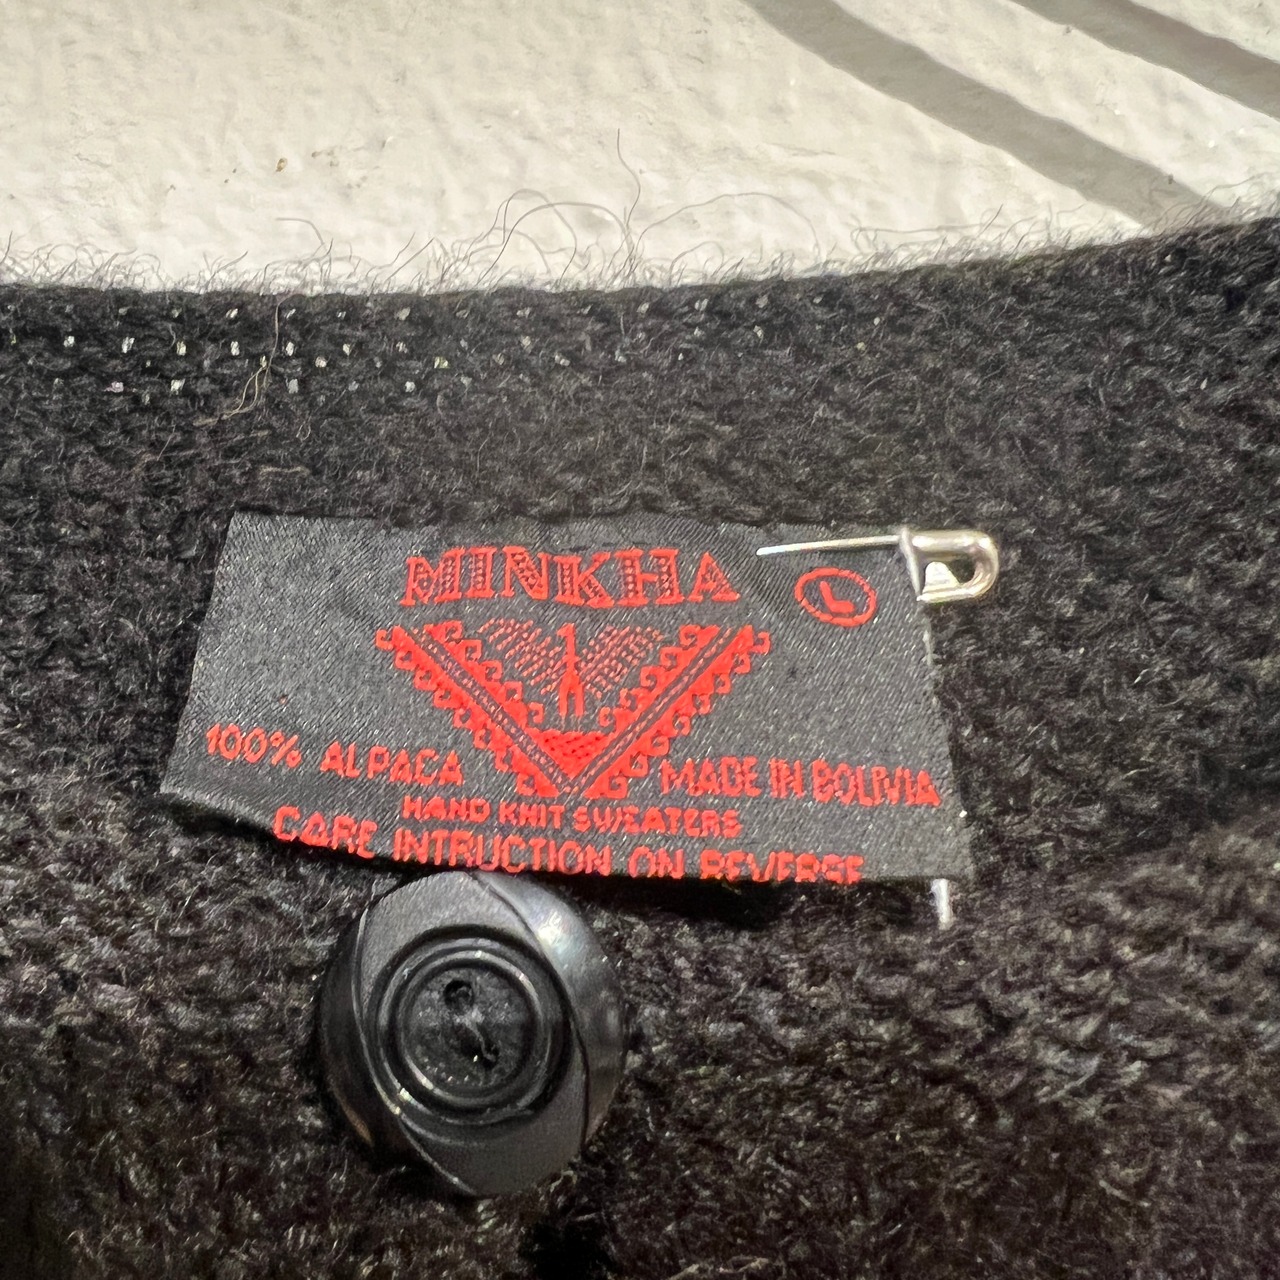 MINKHA
L
100% ALPACA
MADE IN BOLIVIA
HAND KNIT SWEATERS
CARE INTRUCTION ON REVERSE